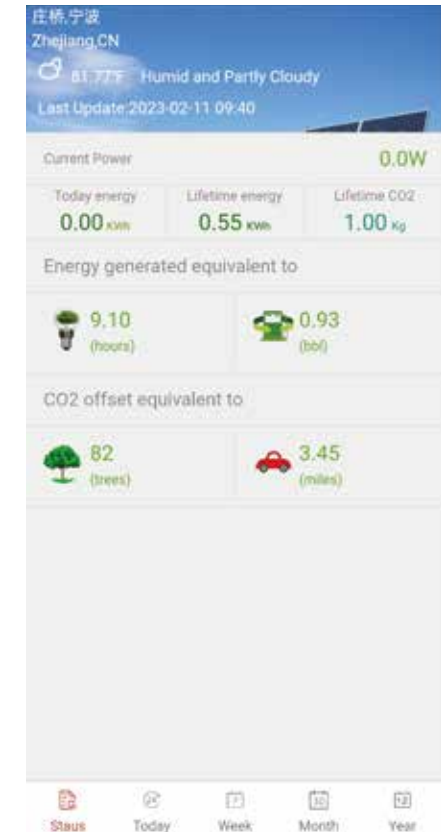 庄桥,宁波
Zhejiang,CN
81.77°F Humid and Partly Cloudy
Last Update:2023-02-11 09:40
Current Power 0.0W
Today energy Lifetime energy Lifetime CO2
0.00 KWh 0.55 KWh 1.00 Kg
Energy generated equivalent to
9.10 0.93
(hours) (bbl)
CO2 offset equivalent to
82 3.45
(trees) (miles)
Staus Today Week Month Year